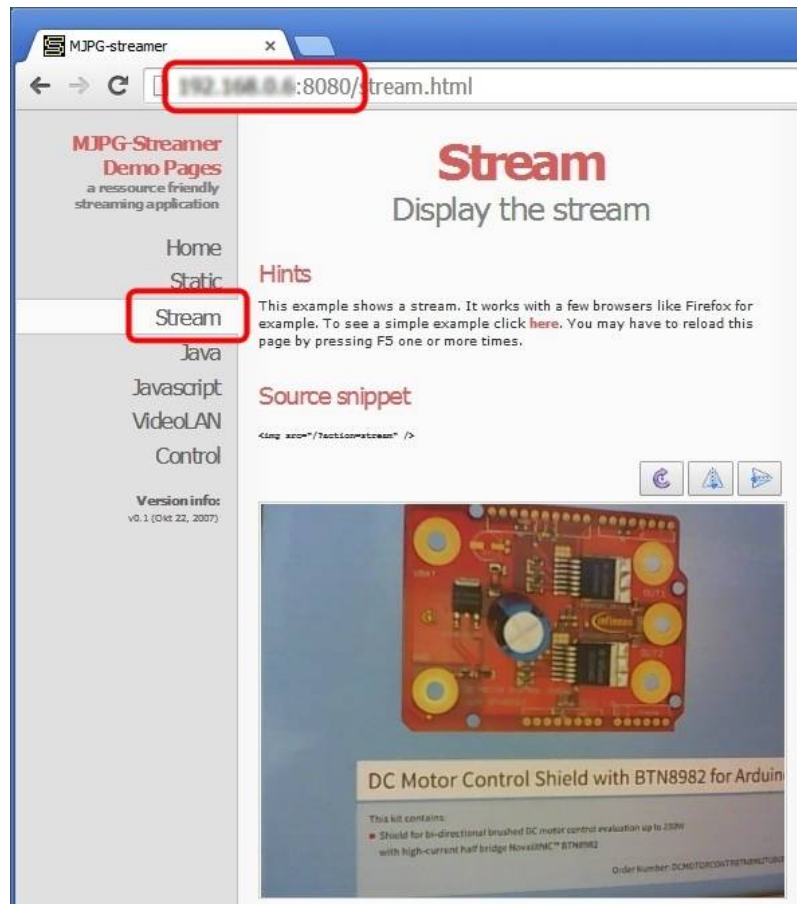 MJPG-streamer
:8080/stream.html
MJPG-Streamer
Demo Pages
a ressource friendly
streaming application
Home
Static
Stream
Java
Javascript
VideoLAN
Control
Version info:
v0.1 (Okt 22, 2007)
Stream
Display the stream
Hints
This example shows a stream. It works with a few browsers like Firefox for
example. To see a simple example click here. You may have to reload this
page by pressing F5 one or more times.
Source snippet
<img src="/?action=stream" />
OUT1
infineon
OUT2
DC Motor Control Shield with BTN8982 for Arduin
This kit contains:
Shield for bi-directional brushed DC motor control evaluation up to 250W
with high-current half bridge NovalithIC™ BTN8982
Order Number: